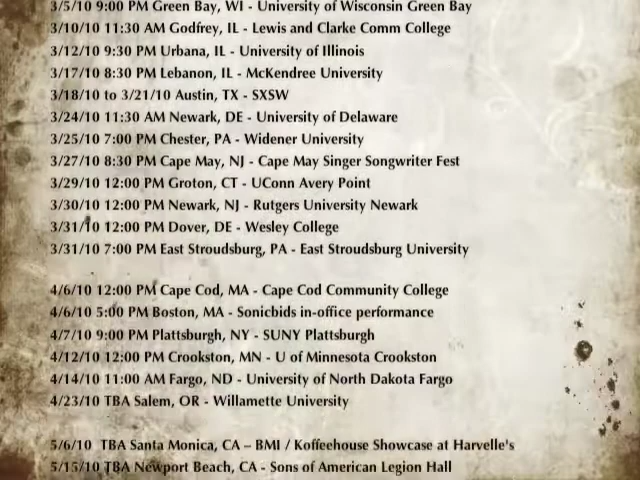 3/5/10 9:00 PM Green Bay, WI - University of Wisconsin Green Bay
3/10/10 11:30 AM Godfrey, IL - Lewis and Clarke Comm College
3/12/10 9:30 PM Urbana, IL - University of Illinois
3/17/10 8:30 PM Lebanon, IL - McKendree University
3/18/10 to 3/21/10 Austin, TX - SXSW
3/24/10 11:30 AM Newark, DE - University of Delaware
3/25/10 7:00 PM Chester, PA - Widener University
3/27/10 8:30 PM Cape May, NJ - Cape May Singer Songwriter Fest
3/29/10 12:00 PM Groton, CT - UConn Avery Point
3/30/10 12:00 PM Newark, NJ - Rutgers University Newark
3/31/10 12:00 PM Dover, DE - Wesley College
3/31/10 7:00 PM East Stroudsburg, PA - East Stroudsburg University
4/6/10 12:00 PM Cape Cod, MA - Cape Cod Community College
4/6/10 5:00 PM Boston, MA - Sonicbids in-office performance
4/7/10 9:00 PM Plattsburgh, NY - SUNY Plattsburgh
4/12/10 12:00 PM Crookston, MN - U of Minnesota Crookston
4/14/10 11:00 AM Fargo, ND - University of North Dakota Fargo
4/23/10 TBA Salem, OR - Willamette University
5/6/10  TBA Santa Monica, CA – BMI / Koffeehouse Showcase at Harvelle's
5/15/10 TBA Newport Beach, CA - Sons of American Legion Hall